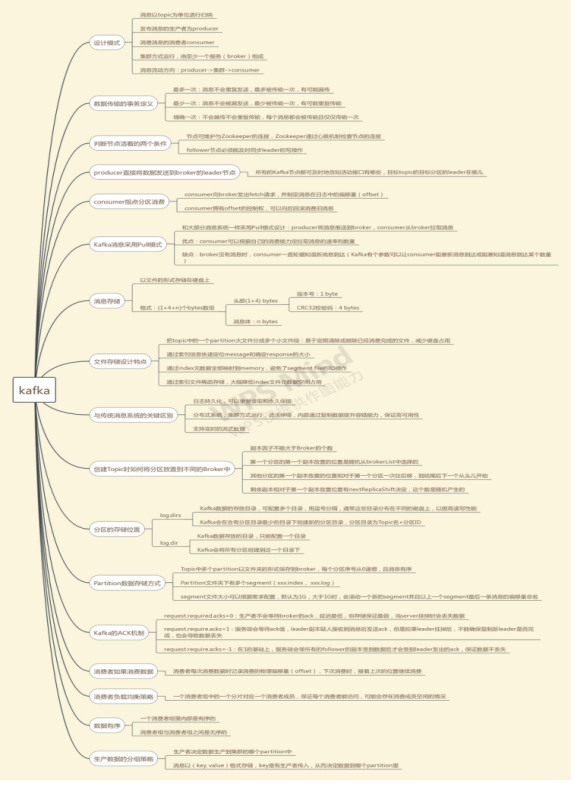 kafka
设计模式
消息以topic为单位进行归纳
发布消息的生产者为producer
消费消息的消费者consumer
集群方式运行，由至少一个服务（broker）组成
消息流动方向：producer->集群->consumer
数据传输的事务定义
最多一次：消息不会重复发送，最多被传输一次，有可能漏传
最少一次：消息不会被漏发送，最少被传输一次，有可能重复传输
精确一次：不会漏传不会重复传输，每个消息都会被传输且仅仅传输一次
判断节点活着的两个条件
节点可维护与Zookeeper的连接，Zookeeper通过心跳机制检查节点的连接
follower节点必须能及时同步leader的写操作
producer直接将数据发送到broker的leader节点
所有的Kafka节点都可及时地告知活动接口有哪些，目标topic的目标分区的leader在哪儿
consumer指点分区消费
consumer向broker发出fetch请求，并制定消息在日志中的偏移量（offset）
consumer拥有offset的控制权，可以向后回滚消费旧消息
Kafka消息采用Pull模式
和大部分消息系统一样采用Pull模式设计：producer将消息推送到broker，consumer从broker拉取消息
优点：consumer可以根据自己的消费能力定拉取消息的速率和数量
缺点：broker没有消息时，consumer一直轮询知道新消息到达（Kafka有个参数可以让consumer阻塞新消息到达或阻塞知道消息到达某个数量
）
消息存储
以文件的形式存储在硬盘上
格式：(1+4+n)个bytes数组
头部(1+4) bytes
版本号：1 byte
CRC32校验码：4 bytes
消息体：n bytes
文件存储设计特点
把topic中的一个partition大文件分成多个小文件段：易于定期清除或删除已经消费完成的文件，减少磁盘占用
通过索引信息快速定位message和确定response的大小
通过index元数据全部映射到memory，避免了segment file的IO操作
通过索引文件稀疏存储，大幅降低index文件元数据空间占用
与传统消息系统的关键区别
日志持久化，可以重复读取和永久保留
分布式系统，集群方式运行，灵活伸缩，内部通过复制数据提升容错能力，保证高可用性
支持实时的流式处理
创建Topic时如何将分区放置到不同的Broker中
副本因子不能大于Broker的个数
第一个分区的第一个副本放置的位置是随机从brokerList中选择的
其他分区的第一个副本放置的位置相对于第一个分区一次往后移，到结尾后下一个从头儿开始
剩余副本相对于第一个副本放置位置有nextReplicaShift决定，这个数是随机产生的
分区的存储位置
log.dirs
Kafka数据的存放目录，可配置多个目录，用逗号分隔，通常这些目录分布在不同的磁盘上，以提高读写性能
Kafka会在含有分区目录最少的目录下创建新的分区目录，分区目录为Topic名+分区ID
log.dir
Kafka数据存放的目录，只能配置一个目录
Kafka会将所有分区创建到这一个目录下
Partition数据存储方式
Topic中多个partition以文件夹的形式保存到broker，每个分区序号从0递增，且消息有序
Partition文件夹下有多个segment（xxx.index，xxx.log）
segment文件大小可以根据需求配置，默认为1G，大于1G时，会滚动一个新的segment并且以上一个segment最后一条消息的偏移量命名
Kafka的ACK机制
request.required.acks=0：生产者不会等待broker的ack，延迟最低，但存储保证最弱，当server挂掉时会丢数据
request.require.acks=1：服务端会等待ack值，leader副本确认接收到消息后发送ack，但是如果leader挂掉后，不能确保复制新leader是否完
成，也会导致数据丢失
request.require.acks=-1：在1的基础上，服务端会等所有的follower的副本受到数据后才会受到leader发出的ack，保证数据不丢失
消费者如果消费数据
消费者每次消费数据时记录消费的物理偏移量（offset），下次消费时，接着上次的位置继续消费
消费者负载均衡策略
一个消费者组中的一个分片对应一个消费者成员，保证每个消费者都访问，可能会存在消费成员空闲的情况
数据有序
一个消费者组里内部是有序的
消费者组与消费者组之间是无序的
生产数据的分组策略
生产者决定数据生产到集群的哪个partition中
消息以（key, value）格式存储，key是有生产者传入，从而决定数据到哪个partition里
WPS Mind